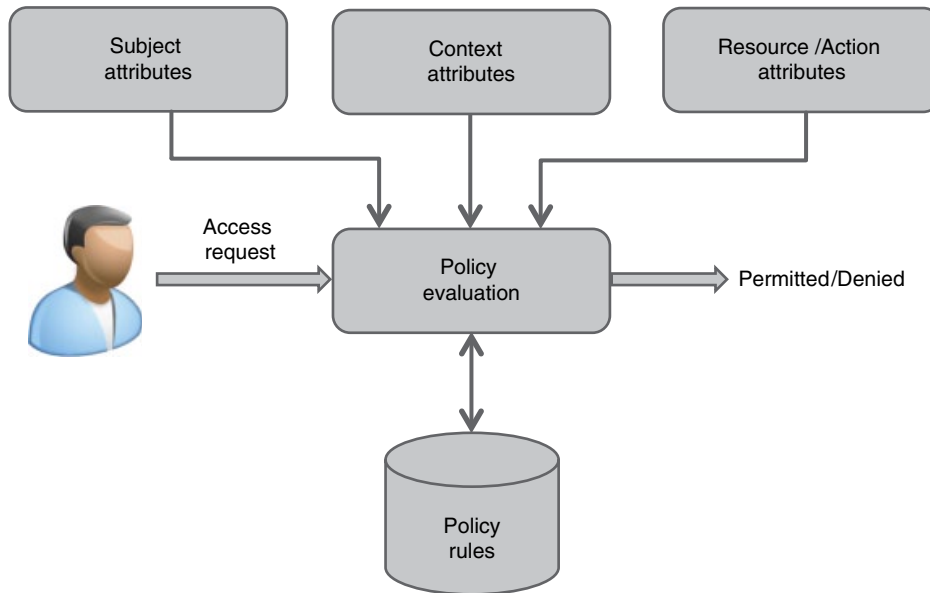 Subject
attributes
Context
attributes
Resource /Action
attributes
Access
request
Policy
evaluation
Permitted/Denied
Policy
rules